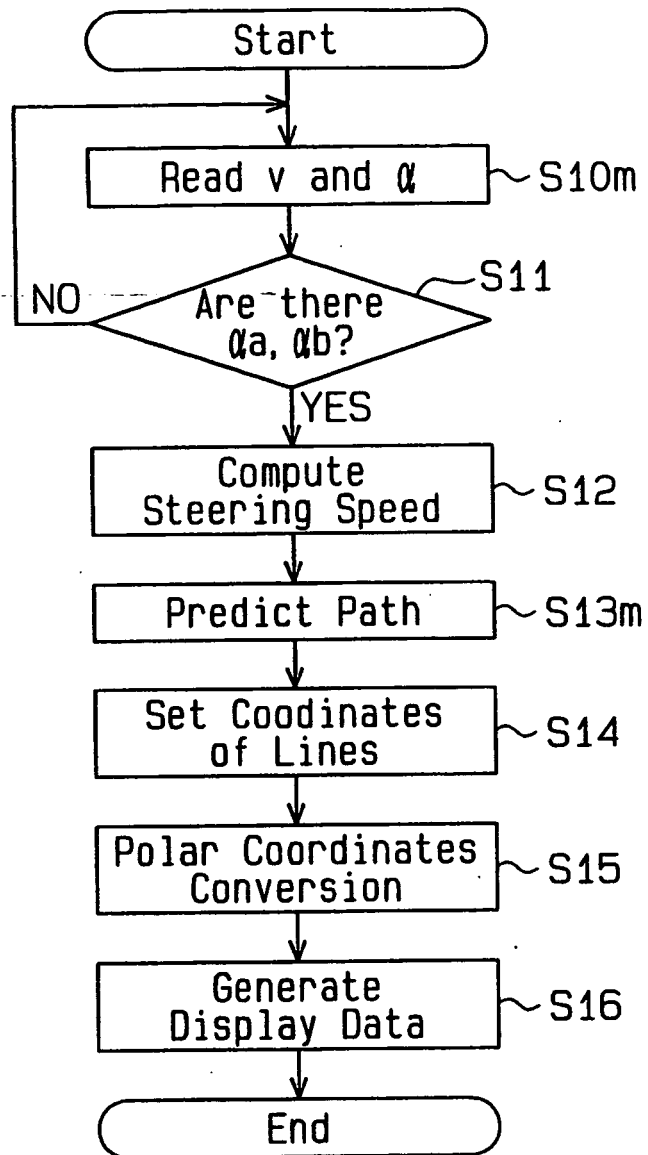 Start
Read v and α
S10m
Are there
αa, αb?
S11
NO
YES
Compute
Steering Speed
S12
Predict Path
S13m
Set Coodinates
of Lines
S14
Polar Coordinates
Conversion
S15
Generate
Display Data
S16
End